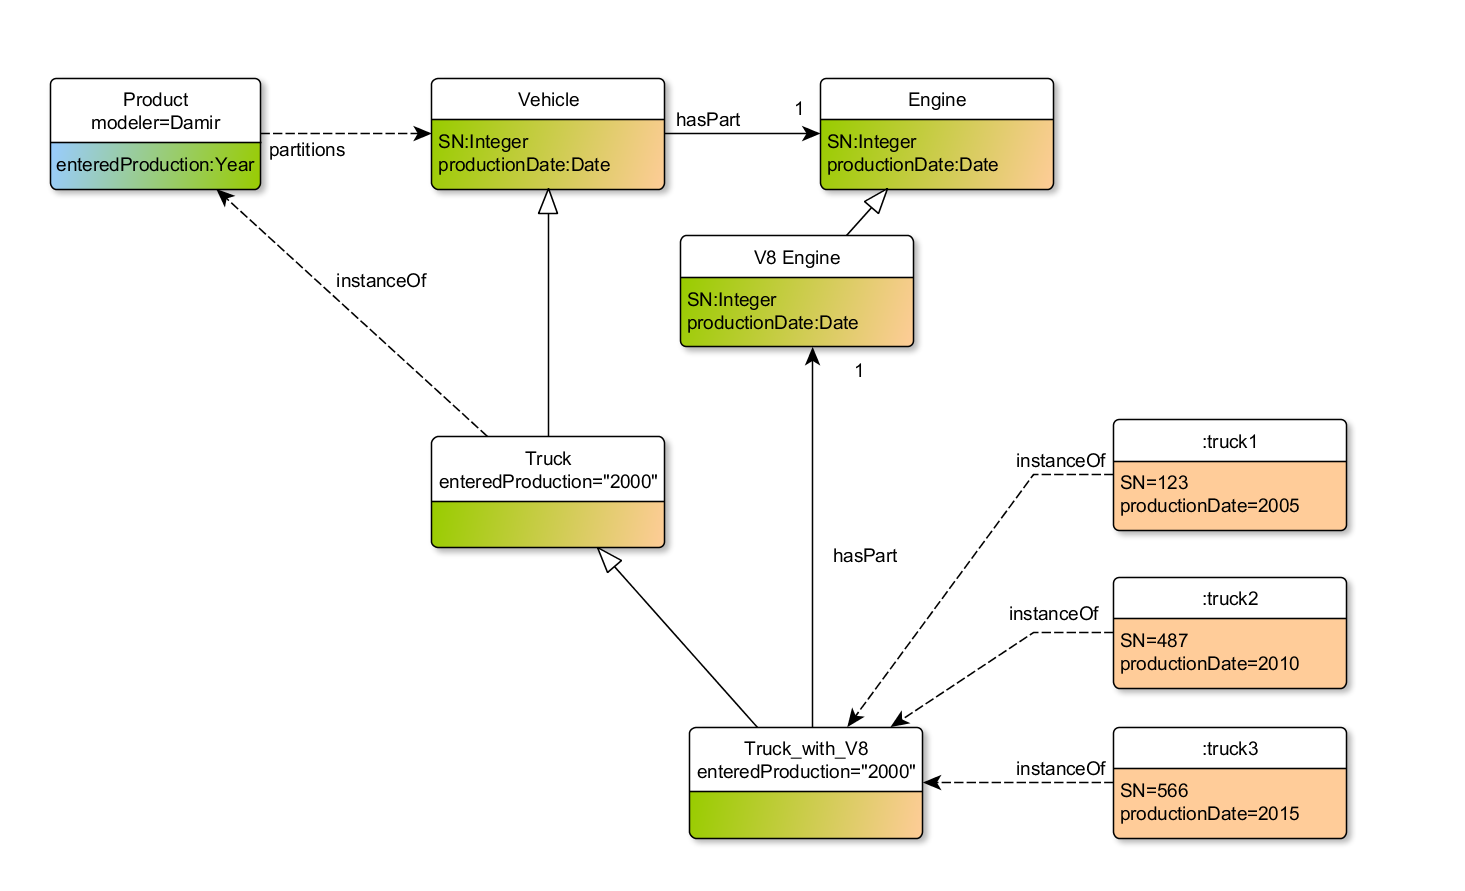 Product
modeler=Damir
enteredProduction:Year
partitions
Vehicle
SN:Integer
productionDate:Date
hasPart
1
Engine
SN:Integer
productionDate:Date
V8 Engine
SN:Integer
productionDate:Date
instanceOf
1
Truck
enteredProduction="2000"
hasPart
instanceOf
:truck1
SN=123
productionDate=2005
instanceOf
:truck2
SN=487
productionDate=2010
Truck_with_V8
enteredProduction="2000"
instanceOf
:truck3
SN=566
productionDate=2015